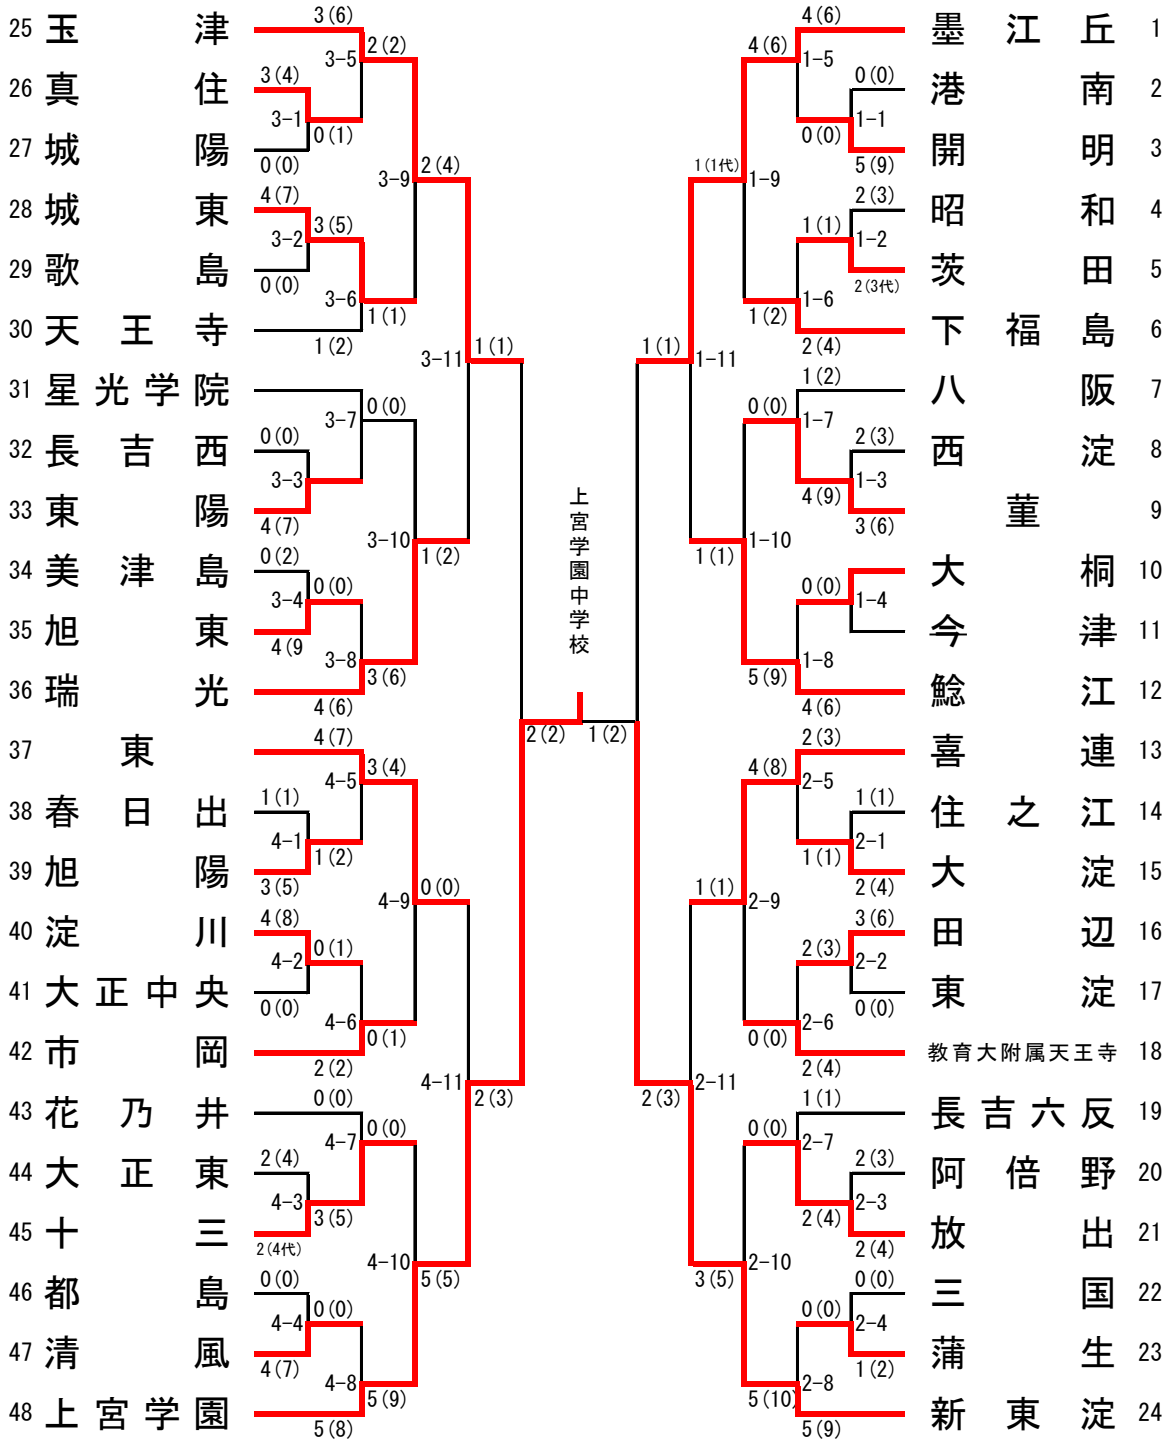 3(6) 4(6)
25 玉津 墨江丘 1
3-5 2(2) 4(6) 1-5
26 真住 3(4) 0(0) 港南 2
3-1 0(1) 0(0) 1-1
27 城陽 0(0) 5(9) 開明 3
3-9 2(4) 1(1代) 1-9
28 城東 4(7) 2(3) 昭和 4
3-2 3(5) 1(1) 1-2
29 歌島 0(0) 2(3代) 茨田 5
3-6 1(1) 1(2) 1-6
30 天王寺 1(2) 2(4) 下福島 6
3-11 1(1) 1(1) 1-11
31 星光学院 1(2) 八阪 7
3-7 0(0) 0(0) 1-7
32 長吉西 0(0) 2(3) 西淀 8
3-3 4(9) 1-3
33 東陽 4(7) 3(6) 菫 9
3-10 1(2) 1(1) 1-10
34 美津島 0(2) 大桐 10
3-4 0(0) 0(0) 1-4
35 旭東 4(9 今津 11
3-8 3(6) 5(9) 1-8
36 瑞光 4(6) 4(6) 鯰江 12
上宮学園中学校
2(2) 1(2)
37 東 4(7) 2(3) 喜連 13
4-5 3(4) 4(8) 2-5
38 春日出 1(1) 1(1) 住之江 14
4-1 1(2) 1(1) 2-1
39 旭陽 3(5) 2(4) 大淀 15
4-9 0(0) 1(1) 2-9
40 淀川 4(8) 3(6) 田辺 16
4-2 0(1) 2(3) 2-2
41 大正中央 0(0) 0(0) 東淀 17
4-6 0(1) 0(0) 2-6
42 市岡 2(2) 2(4) 教育大附属天王寺 18
4-11 2(3) 2(3) 2-11
43 花乃井 0(0) 1(1) 長吉六反 19
4-7 0(0) 0(0) 2-7
44 大正東 2(4) 2(3) 阿倍野 20
4-3 3(5) 2(4) 2-3
45 十三 2(4代) 2(4) 放出 21
4-10 5(5) 3(5) 2-10
46 都島 0(0) 0(0) 三国 22
4-4 0(0) 0(0) 2-4
47 清風 4(7) 1(2) 蒲生 23
4-8 5(9) 5(10) 2-8
48 上宮学園 5(8) 5(9) 新東淀 24